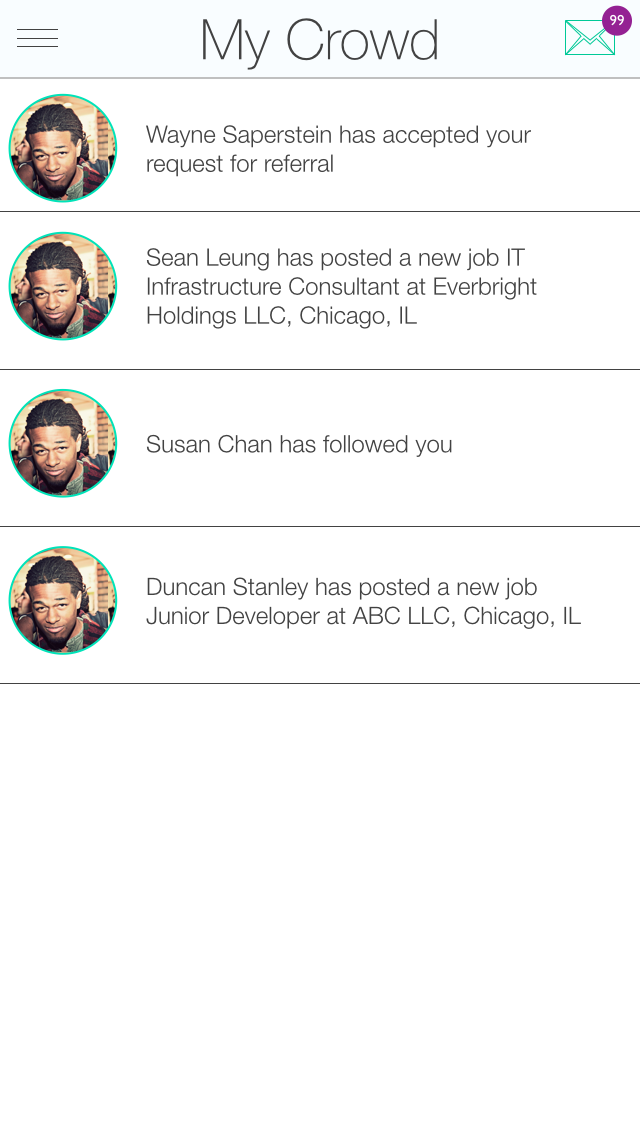 My Crowd
99
Wayne Saperstein has accepted your
request for referral
Sean Leung has posted a new job IT
Infrastructure Consultant at Everbright
Holdings LLC, Chicago, IL
Susan Chan has followed you
Duncan Stanley has posted a new job
Junior Developer at ABC LLC, Chicago, IL